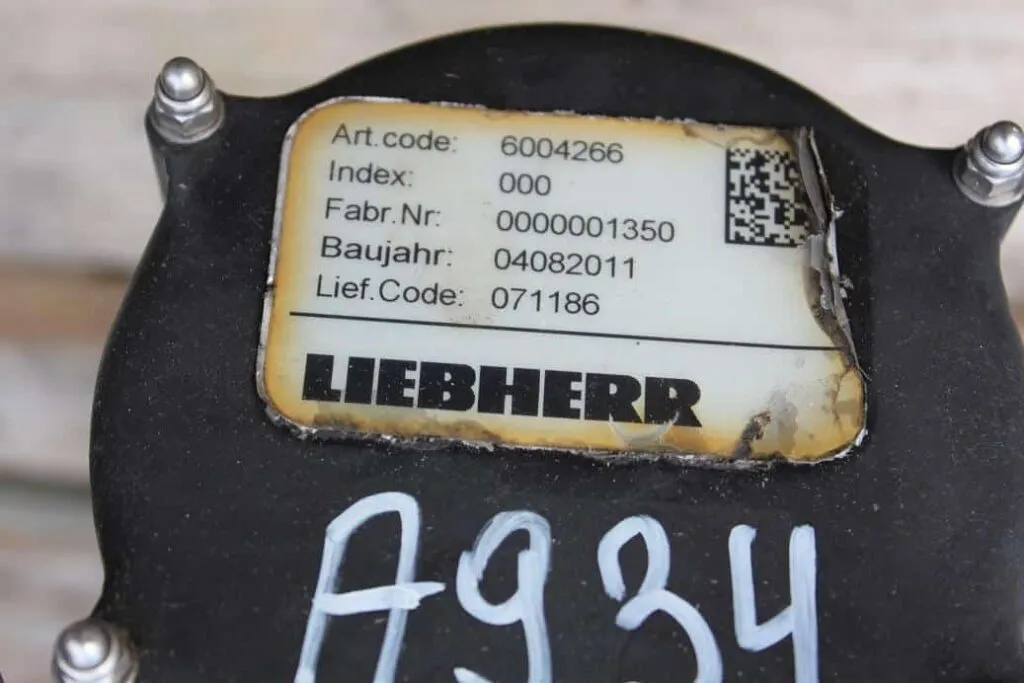 Art.code: 6004266
Index: 000
Fabr.Nr: 0000001350
Baujahr: 04082011
Lief.Code: 071186
LIEBHERR
A934